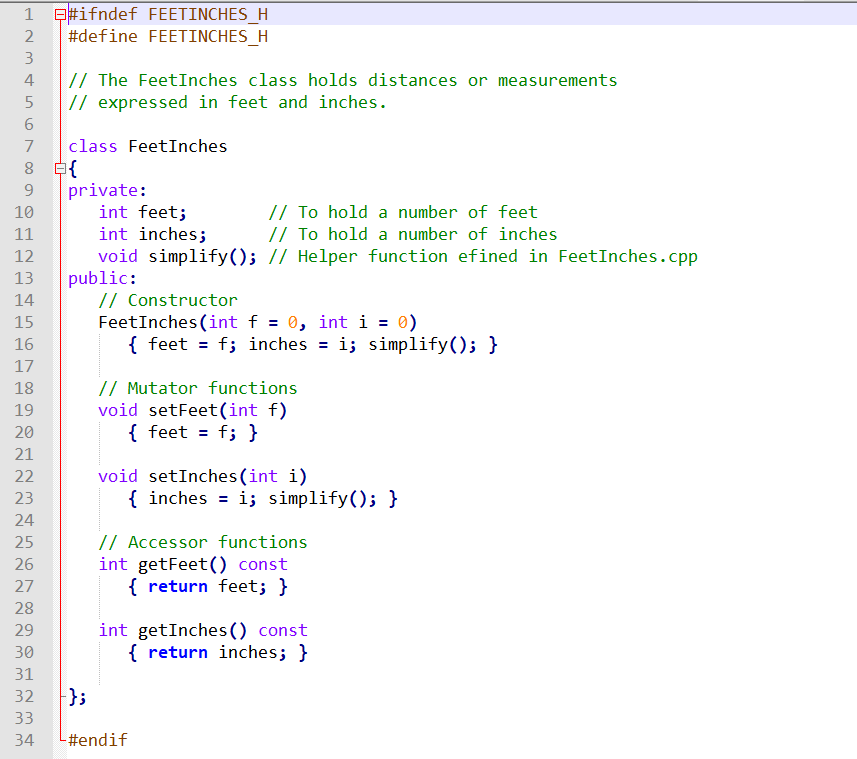 1 #ifndef FEETINCHES_H
2 #define FEETINCHES_H
3
4 // The FeetInches class holds distances or measurements
5 // expressed in feet and inches.
6
7 class FeetInches
8 {
9 private:
10 int feet;        // To hold a number of feet
11 int inches;      // To hold a number of inches
12 void simplify(); // Helper function efined in FeetInches.cpp
13 public:
14 // Constructor
15 FeetInches(int f = 0, int i = 0)
16 { feet = f; inches = i; simplify(); }
17
18 // Mutator functions
19 void setFeet(int f)
20 { feet = f; }
21
22 void setInches(int i)
23 { inches = i; simplify(); }
24
25 // Accessor functions
26 int getFeet() const
27 { return feet; }
28
29 int getInches() const
30 { return inches; }
31
32 };
33
34 #endif